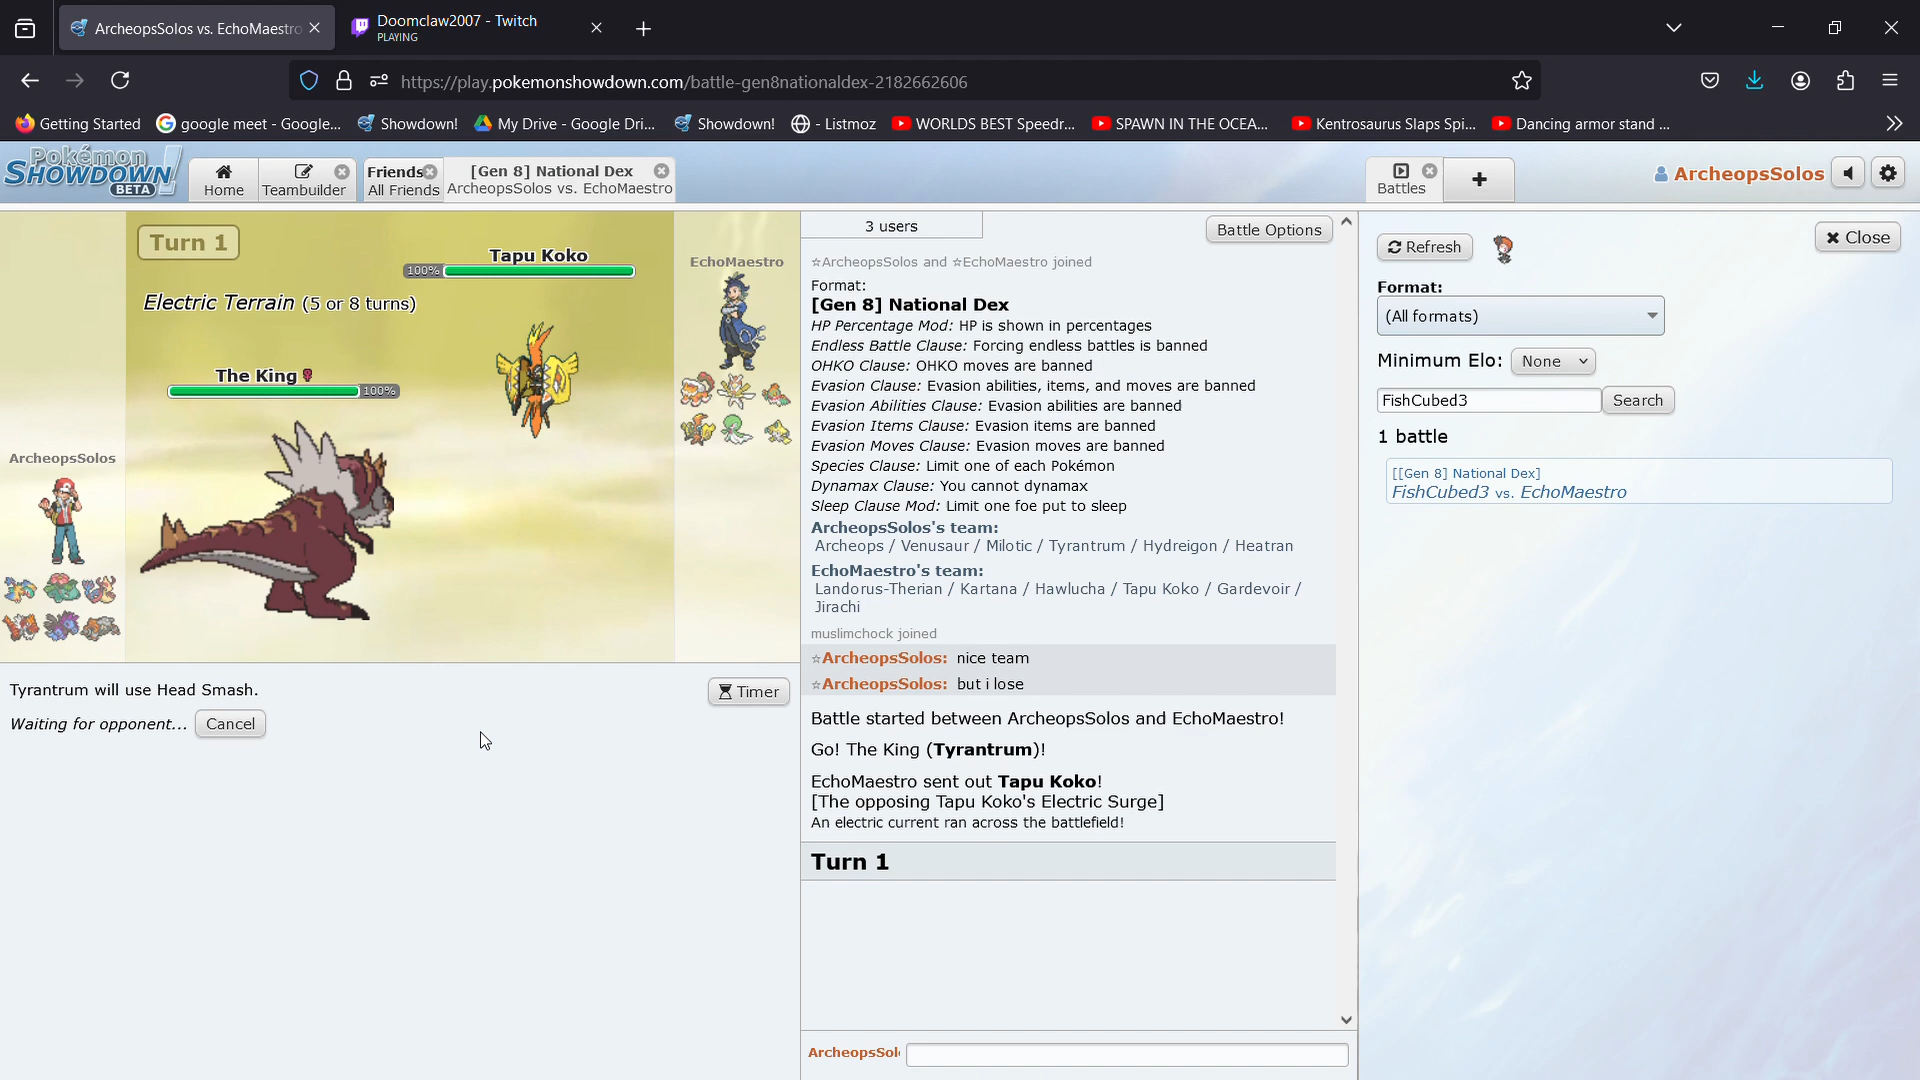 ArcheopsSolos vs. EchoMaestro
Doomclaw2007 - Twitch
PLAYING
https://play.pokemonshowdown.com/battle-gen8nationaldex-2182662606
Getting Started
google meet - Google...
Showdown!
My Drive - Google Dri...
Showdown!
- Listmoz
WORLDS BEST Speedr...
SPAWN IN THE OCEA...
Kentrosaurus Slaps Spi...
Dancing armor stand ...
Pokémon
SHOWDOWN!
BETA
Home
Teambuilder
Friends
All Friends
[Gen 8] National Dex
ArcheopsSolos vs. EchoMaestro
Battles
ArcheopsSolos
Turn 1
Tapu Koko
100%
Electric Terrain (5 or 8 turns)
The King
100%
ArcheopsSolos
EchoMaestro
Tyrantrum will use Head Smash.
Timer
Waiting for opponent...
Cancel
3 users
Battle Options
☆ArcheopsSolos and ☆EchoMaestro joined
Format:
[Gen 8] National Dex
HP Percentage Mod: HP is shown in percentages
Endless Battle Clause: Forcing endless battles is banned
OHKO Clause: OHKO moves are banned
Evasion Clause: Evasion abilities, items, and moves are banned
Evasion Abilities Clause: Evasion abilities are banned
Evasion Items Clause: Evasion items are banned
Evasion Moves Clause: Evasion moves are banned
Species Clause: Limit one of each Pokémon
Dynamax Clause: You cannot dynamax
Sleep Clause Mod: Limit one foe put to sleep
ArcheopsSolos's team:
Archeops / Venusaur / Milotic / Tyrantrum / Hydreigon / Heatran
EchoMaestro's team:
Landorus-Therian / Kartana / Hawlucha / Tapu Koko / Gardevoir /
Jirachi
muslimchock joined
☆ArcheopsSolos: nice team
☆ArcheopsSolos: but i lose
Battle started between ArcheopsSolos and EchoMaestro!
Go! The King (Tyrantrum)!
EchoMaestro sent out Tapu Koko!
[The opposing Tapu Koko's Electric Surge]
An electric current ran across the battlefield!
Turn 1
ArcheopsSol
Refresh
Close
Format:
(All formats)
Minimum Elo:
None
FishCubed3
Search
1 battle
[[Gen 8] National Dex]
FishCubed3 vs. EchoMaestro